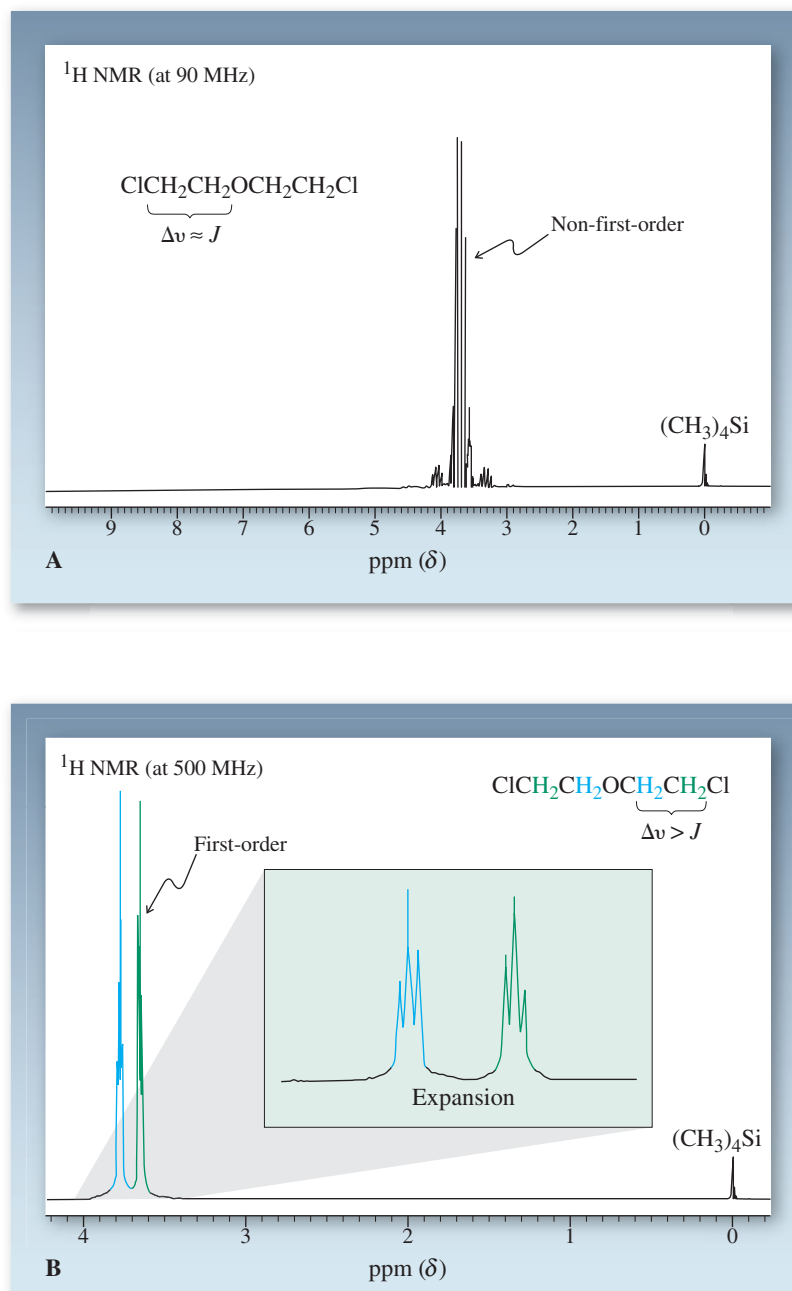 ¹H NMR (at 90 MHz)
ClCH₂CH₂OCH₂CH₂Cl
Δυ ≈ J
Non-first-order
(CH₃)₄Si
9 8 7 6 5 4 3 2 1 0
A ppm (δ)
¹H NMR (at 500 MHz)
ClCH₂CH₂OCH₂CH₂Cl
Δυ > J
First-order
Expansion
(CH₃)₄Si
4 3 2 1 0
B ppm (δ)